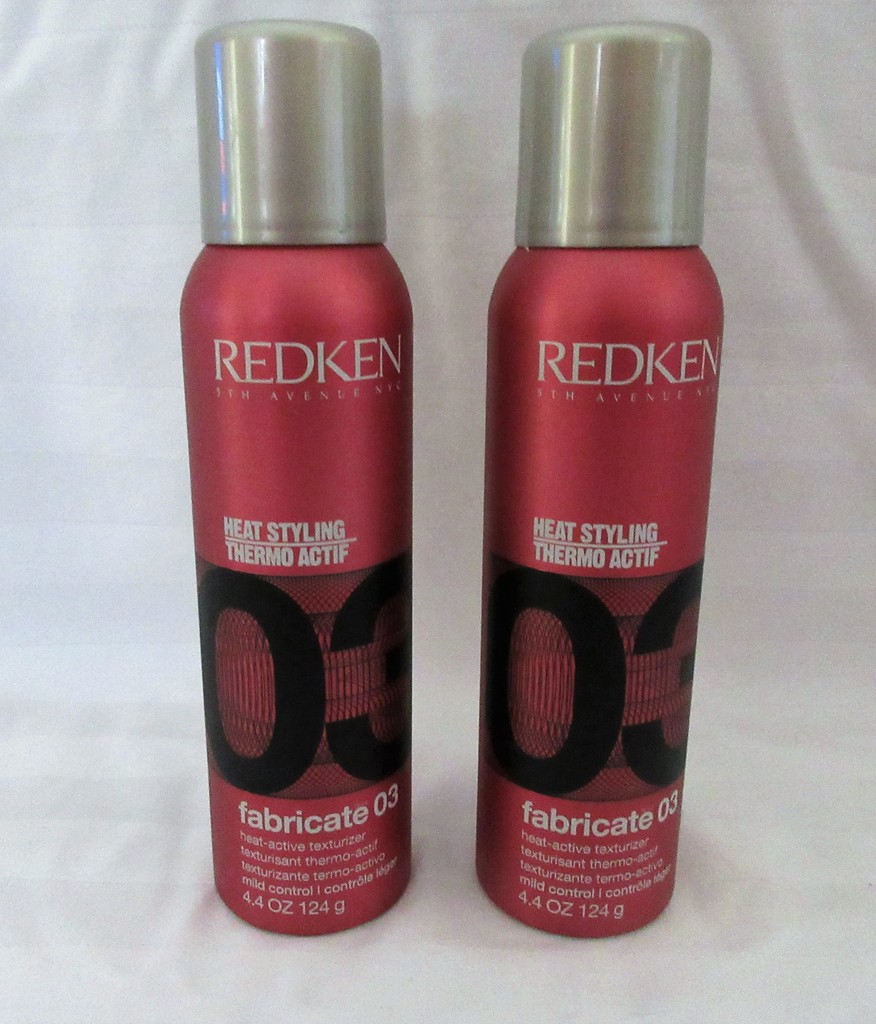 REDKEN
5TH AVENUE NYC
HEAT STYLING
THERMO ACTIF
03
fabricate 03
heat-active texturizer
texturisant thermo-actif
texturizante termo-activo
mild control | contrôle léger
4.4 OZ 124 g
REDKEN
5TH AVENUE NYC
HEAT STYLING
THERMO ACTIF
03
fabricate 03
heat-active texturizer
texturisant thermo-actif
texturizante termo-activo
mild control | contrôle léger
4.4 OZ 124 g